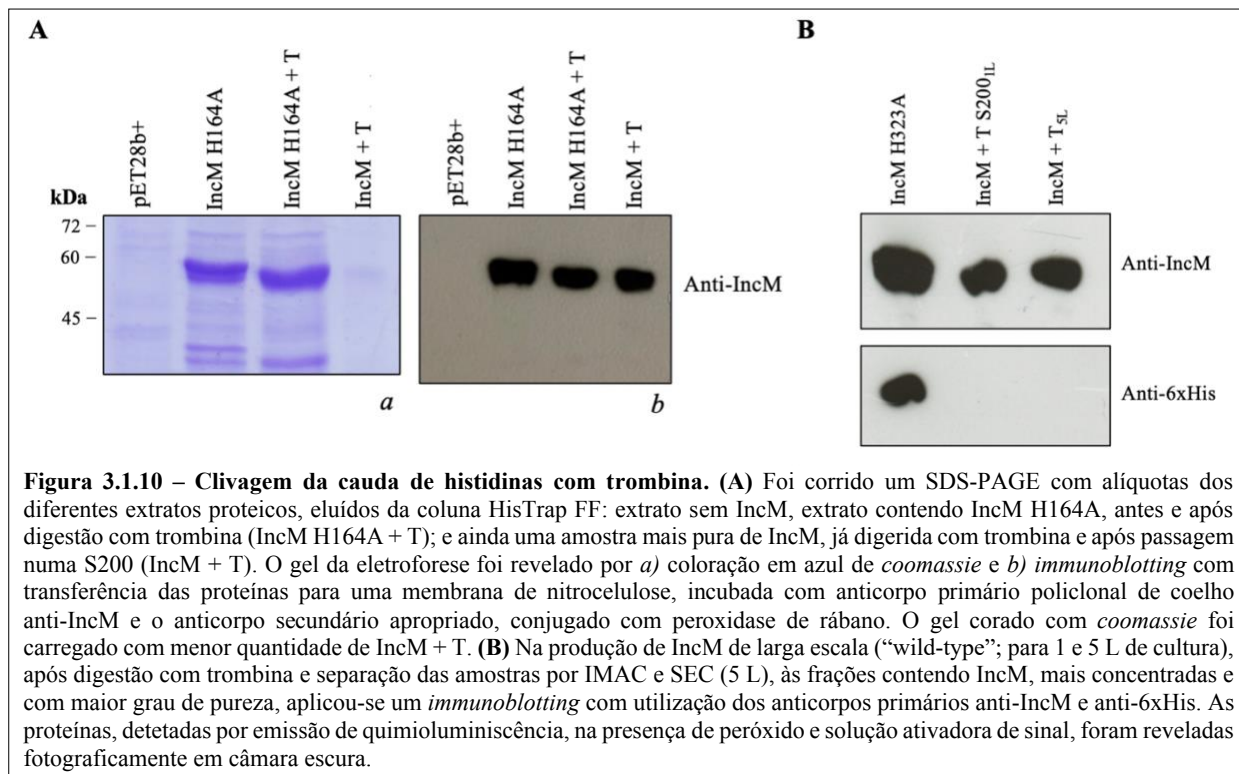 A
B
pET28b+
IncM H164A
IncM H164A + T
IncM + T
pET28b+
IncM H164A
IncM H164A + T
IncM + T
IncM H323A
IncM + T S200₁L
IncM + T₅L
kDa
72
60
45
Anti-IncM
Anti-IncM
Anti-6xHis
a
b
Figura 3.1.10 – Clivagem da cauda de histidinas com trombina. (A) Foi corrido um SDS-PAGE com alíquotas dos
diferentes extratos proteicos, eluídos da coluna HisTrap FF: extrato sem IncM, extrato contendo IncM H164A, antes e após
digestão com trombina (IncM H164A + T); e ainda uma amostra mais pura de IncM, já digerida com trombina e após passagem
numa S200 (IncM + T). O gel da eletroforese foi revelado por a) coloração em azul de coomassie e b) immunoblotting com
transferência das proteínas para uma membrana de nitrocelulose, incubada com anticorpo primário policlonal de coelho
anti-IncM e o anticorpo secundário apropriado, conjugado com peroxidase de rábano. O gel corado com coomassie foi
carregado com menor quantidade de IncM + T. (B) Na produção de IncM de larga escala (“wild-type”; para 1 e 5 L de cultura),
após digestão com trombina e separação das amostras por IMAC e SEC (5 L), às frações contendo IncM, mais concentradas e
com maior grau de pureza, aplicou-se um immunoblotting com utilização dos anticorpos primários anti-IncM e anti-6xHis. As
proteínas, detetadas por emissão de quimioluminiscência, na presença de peróxido e solução ativadora de sinal, foram reveladas
fotograficamente em câmara escura.